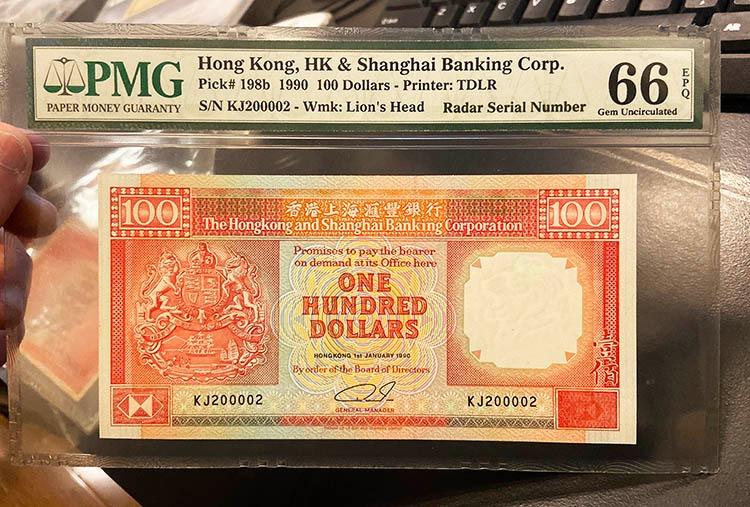 PMG
PAPER MONEY GUARANTY
Hong Kong, HK & Shanghai Banking Corp.
Pick# 198b 1990 100 Dollars - Printer: TDLR
S/N KJ200002 - Wmk: Lion's Head Radar Serial Number
66 EPQ
Gem Uncirculated
100
香港上海滙豐銀行
The Hongkong and Shanghai Banking Corporation
100
Promises to pay the bearer
on demand at its Office here
ONE
HUNDRED
DOLLARS
HONGKONG 1ST JANUARY 1990
By order of the Board of Directors
壹佰
KJ200002
GENERAL MANAGER
KJ200002